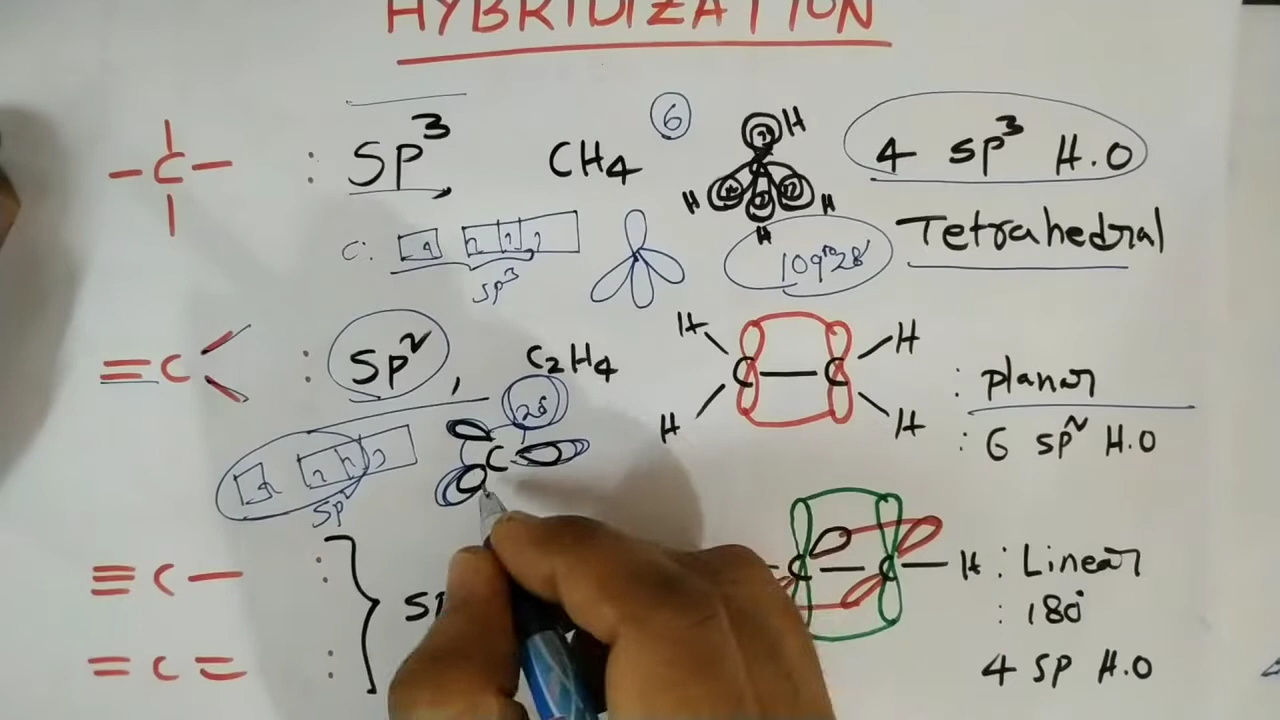 HYBRIDIZATION
C : SP³ CH₄ ⑥ H H H H 4 SP³ H.O
C: SP³ 109°28' Tetrahedral
=C : SP² , C₂H₄ H H C C H H : planar
SP² C : 6 SP² H.O
≡C− : C C H : Linear
: 180°
=C= : 4 SP H.O